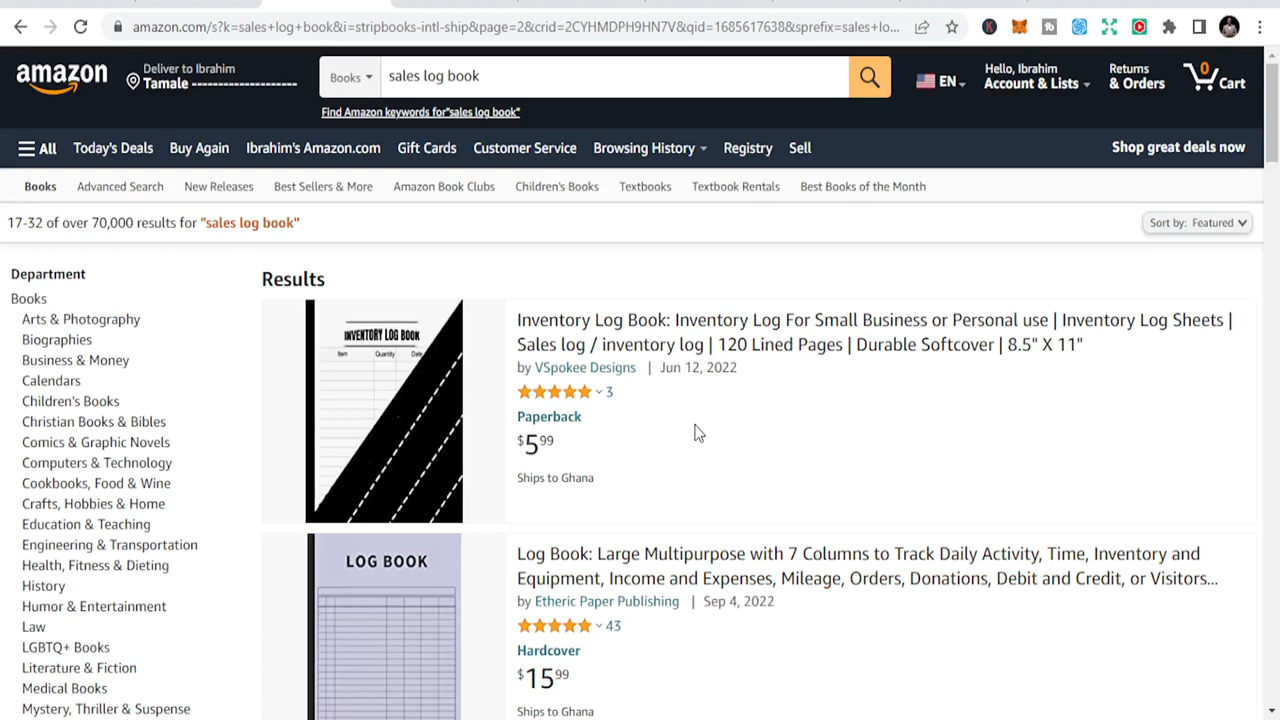 amazon.com/s?k=sales+log+book&i=stripbooks-intl-ship&page=2&crid=2CYHMDPH9HN7V&qid=1685617638&sprefix=sales+lo...
amazon
Deliver to Ibrahim
Tamale ------------------
Books
sales log book
EN
Hello, Ibrahim
Account & Lists
Returns
& Orders
0
Cart
Find Amazon keywords for"sales log book"
All
Today's Deals
Buy Again
Ibrahim's Amazon.com
Gift Cards
Customer Service
Browsing History
Registry
Sell
Shop great deals now
Books
Advanced Search
New Releases
Best Sellers & More
Amazon Book Clubs
Children's Books
Textbooks
Textbook Rentals
Best Books of the Month
17-32 of over 70,000 results for "sales log book"
Sort by: Featured
Department
Books
Arts & Photography
Biographies
Business & Money
Calendars
Children's Books
Christian Books & Bibles
Comics & Graphic Novels
Computers & Technology
Cookbooks, Food & Wine
Crafts, Hobbies & Home
Education & Teaching
Engineering & Transportation
Health, Fitness & Dieting
History
Humor & Entertainment
Law
LGBTQ+ Books
Literature & Fiction
Medical Books
Mystery, Thriller & Suspense
Results
INVENTORY LOG BOOK
Item Quantity Date
Inventory Log Book: Inventory Log For Small Business or Personal use | Inventory Log Sheets |
Sales log / inventory log | 120 Lined Pages | Durable Softcover | 8.5" X 11"
by VSpokee Designs | Jun 12, 2022
3
Paperback
$5.99
Ships to Ghana
LOG BOOK
Log Book: Large Multipurpose with 7 Columns to Track Daily Activity, Time, Inventory and
Equipment, Income and Expenses, Mileage, Orders, Donations, Debit and Credit, or Visitors...
by Etheric Paper Publishing | Sep 4, 2022
43
Hardcover
$15.99
Ships to Ghana